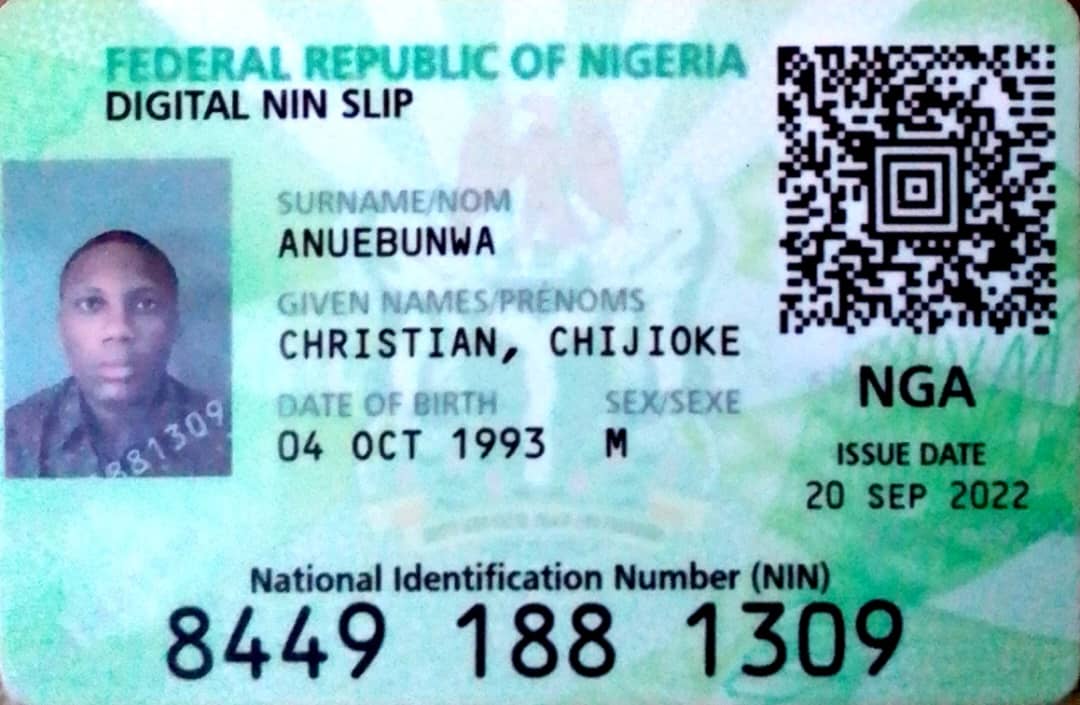 FEDERAL REPUBLIC OF NIGERIA
DIGITAL NIN SLIP
SURNAME/NOM
ANUEBUNWA
GIVEN NAMES/PRÉNOMS
CHRISTIAN, CHIJIOKE
DATE OF BIRTH SEX/SEXE
04 OCT 1993 M
NGA
ISSUE DATE
20 SEP 2022
881309
National Identification Number (NIN)
8449 188 1309